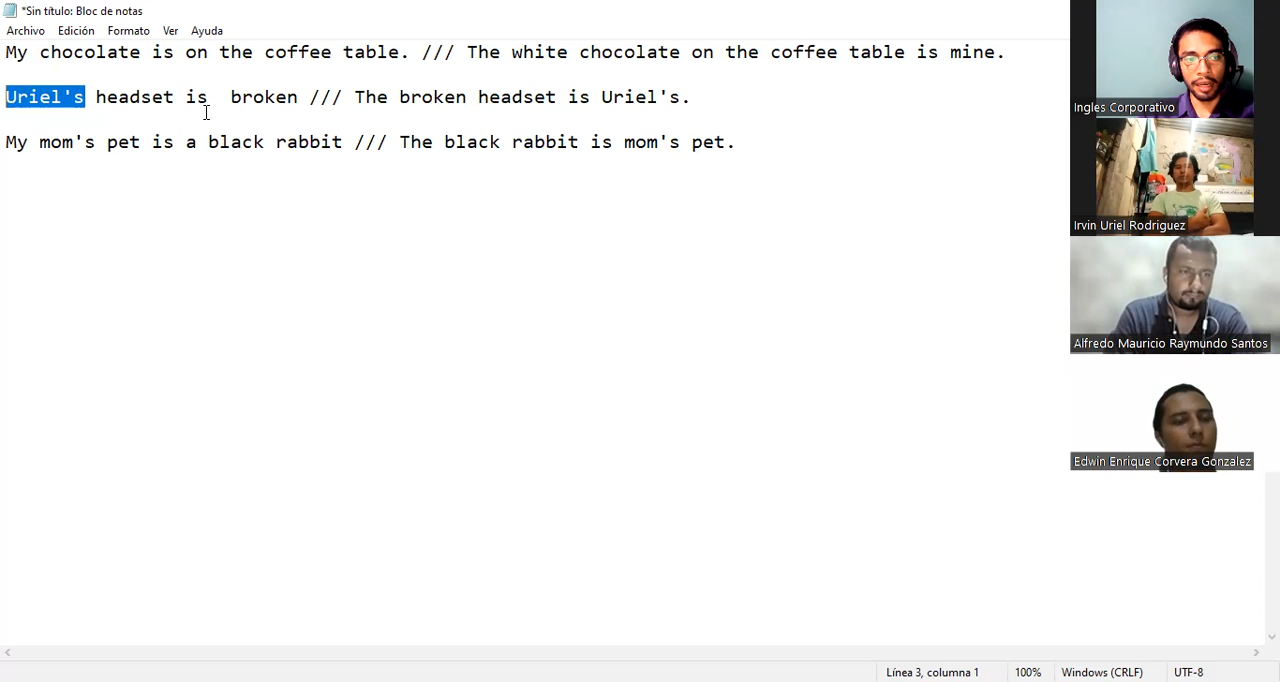 *Sin título: Bloc de notas
Archivo Edición Formato Ver Ayuda
My chocolate is on the coffee table. /// The white chocolate on the coffee table is mine.
Uriel's headset is  broken /// The broken headset is Uriel's.
My mom's pet is a black rabbit /// The black rabbit is mom's pet.
Ingles Corporativo
Irvin Uriel Rodriguez
Alfredo Mauricio Raymundo Santos
Edwin Enrique Corvera Gonzalez
Línea 3, columna 1 100% Windows (CRLF) UTF-8